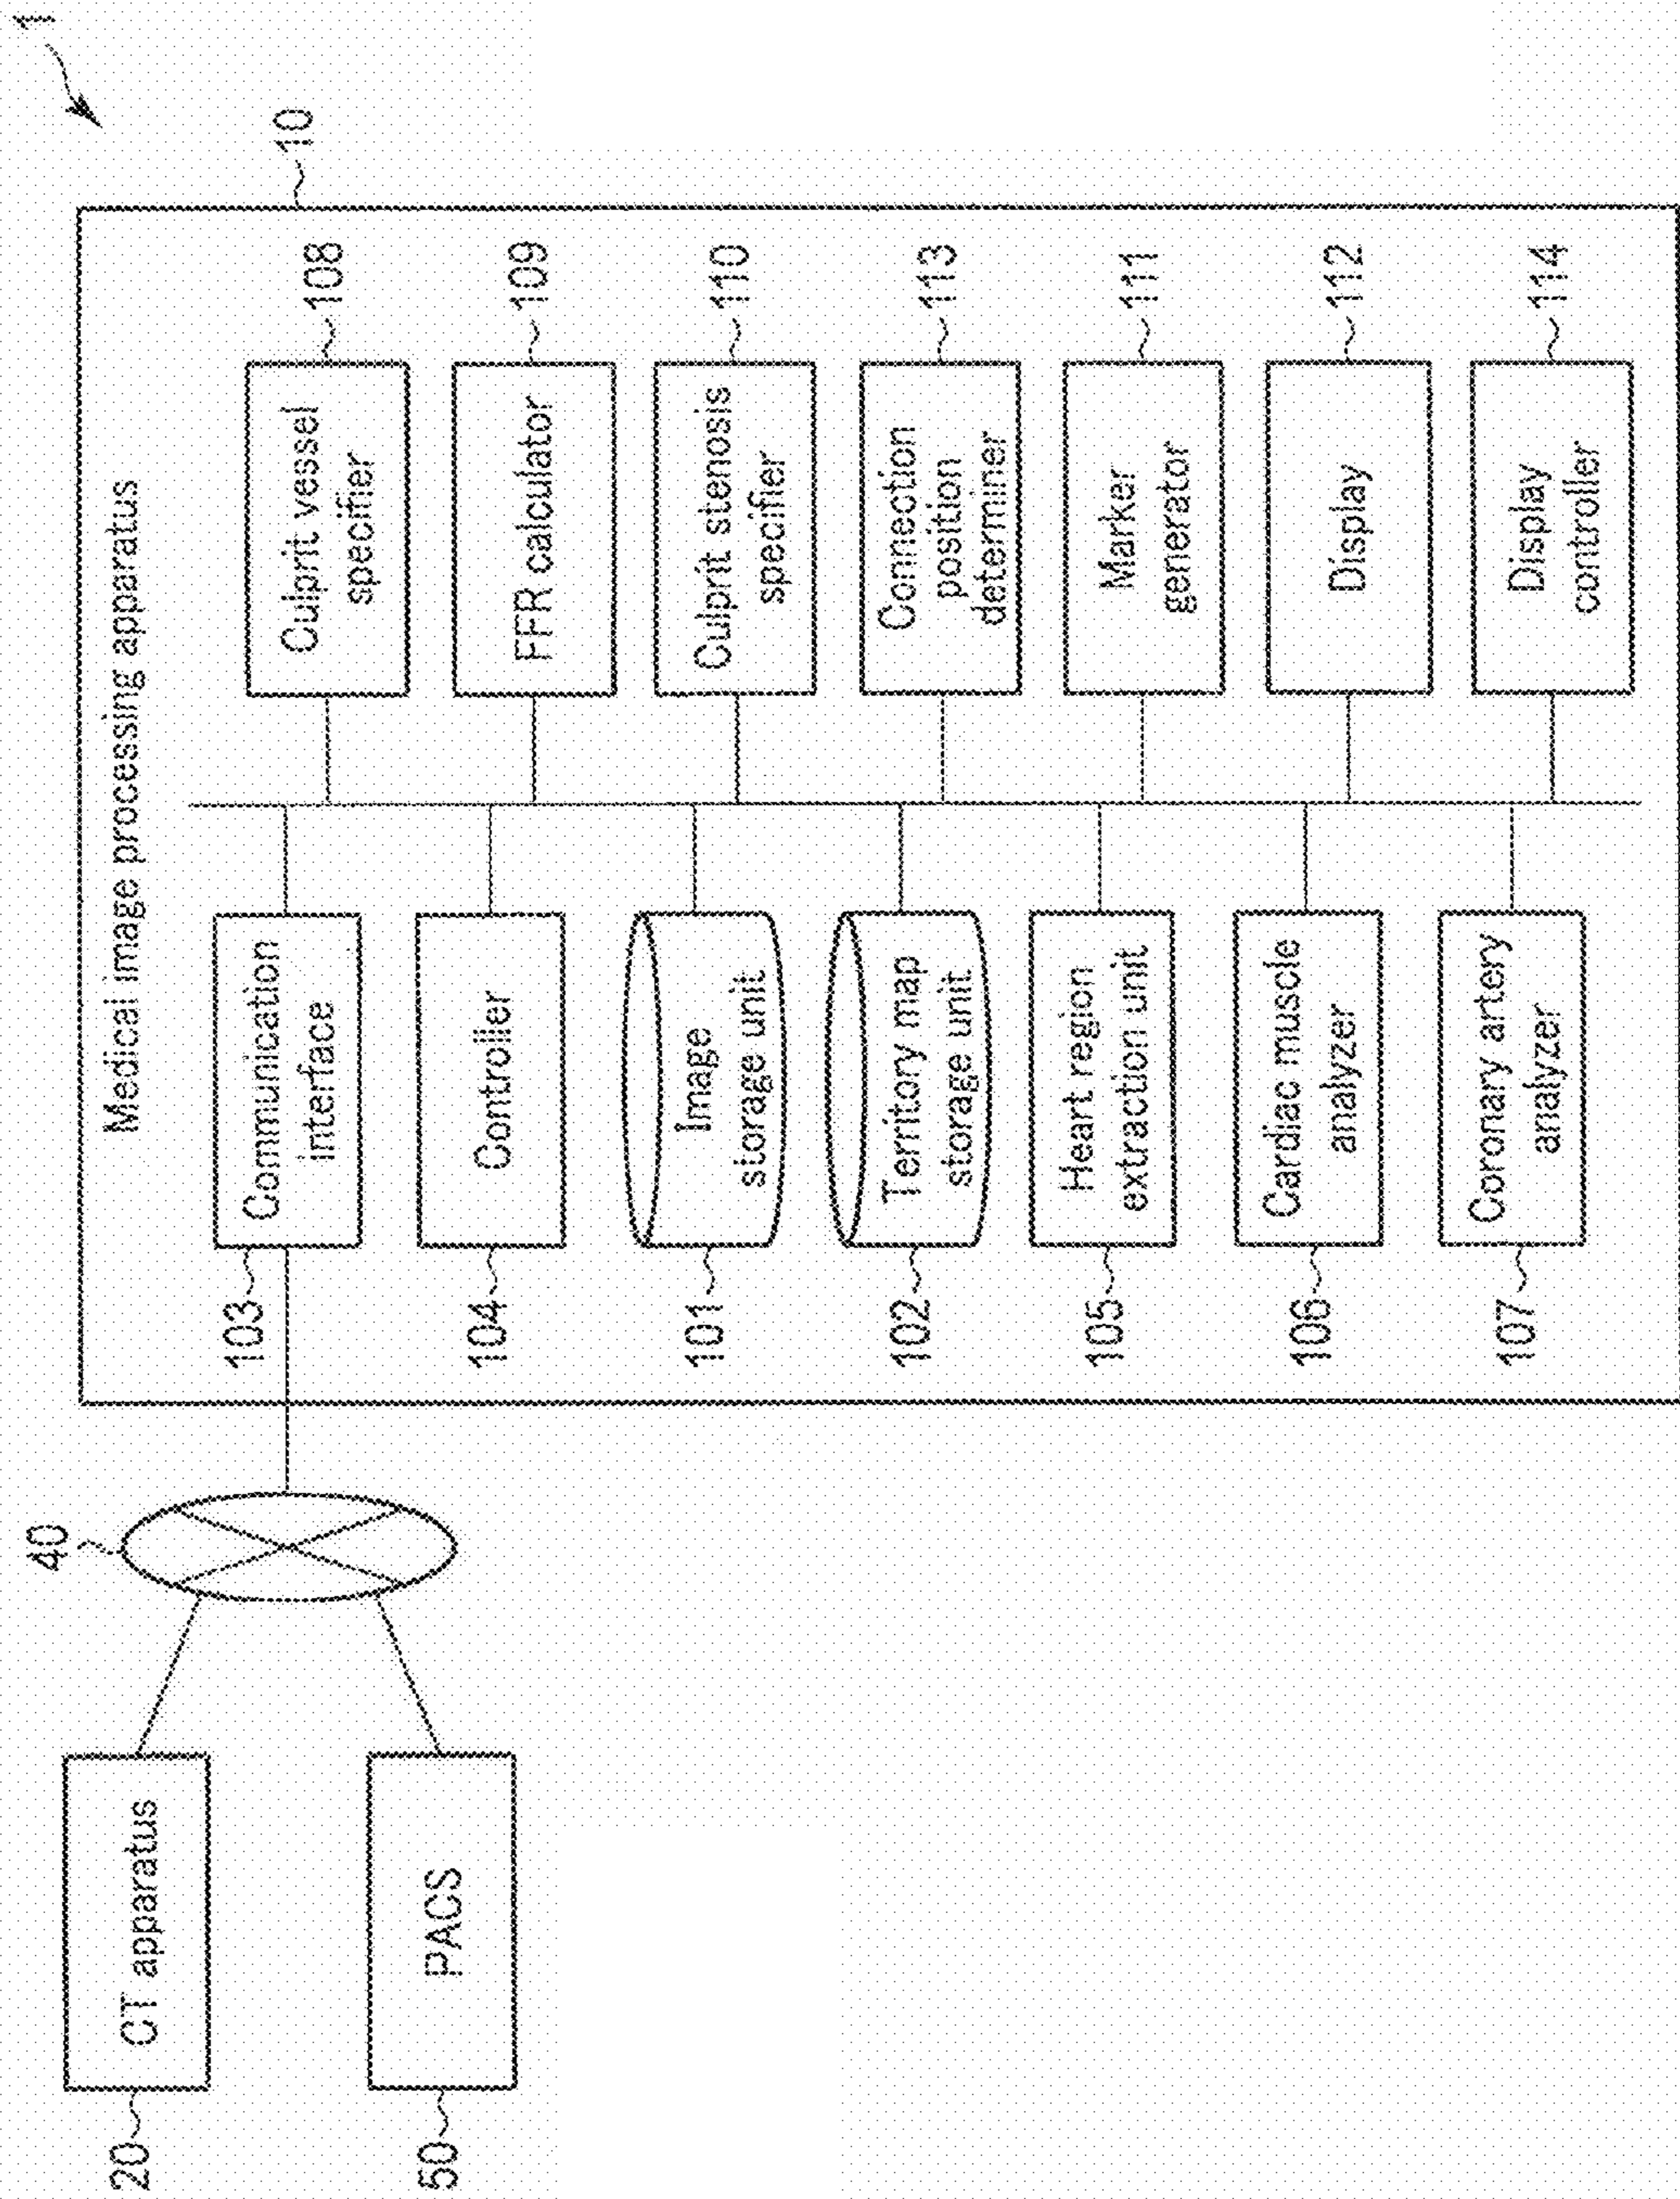 1
10
Medical image processing apparatus
20
CT apparatus
50
PACS
40
103
Communication
interface
104
Controller
101
Image
storage unit
102
Territory map
storage unit
105
Heart region
extraction unit
106
Cardiac muscle
analyzer
107
Coronary artery
analyzer
Culprit vessel
specifier
108
FFR calculator
109
Culprit stenosis
specifier
110
Connection
position
determiner
113
Marker
generator
111
Display
112
Display
controller
114